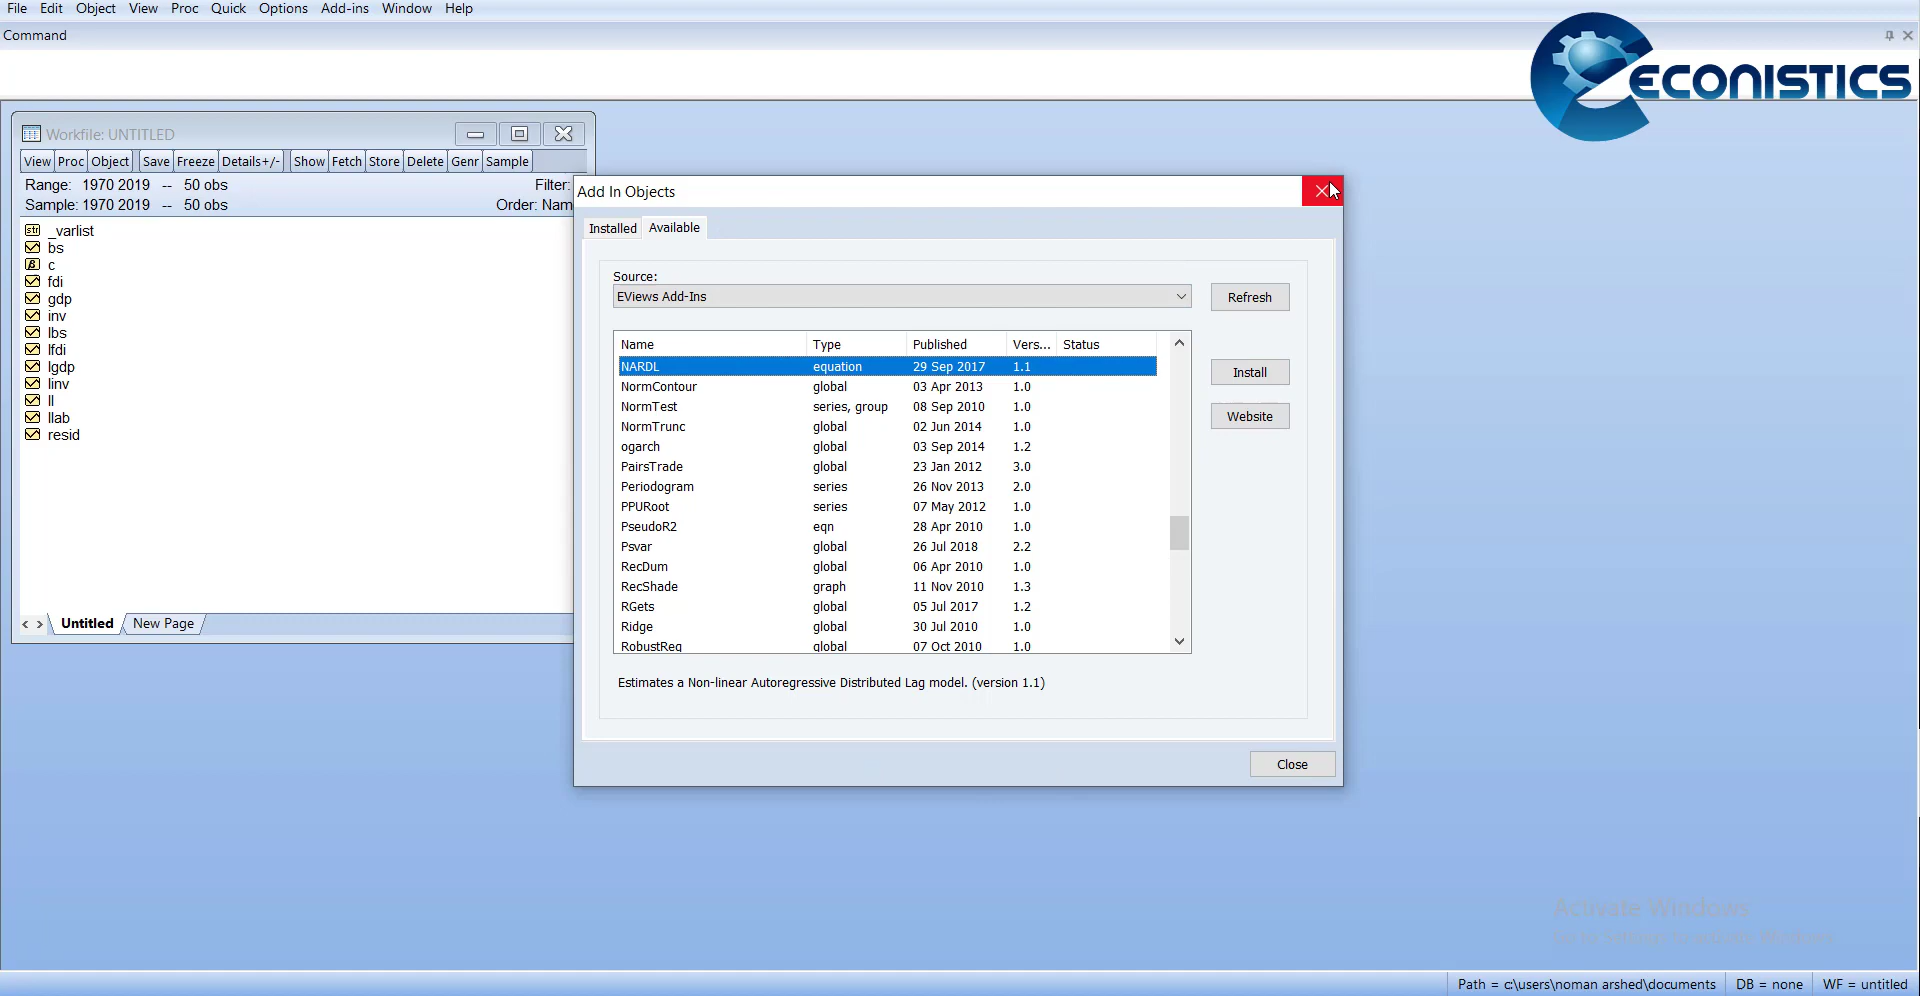 File Edit Object View Proc Quick Options Add-ins Window Help
Command
ECONISTICS
Workfile: UNTITLED
View Proc Object Save Freeze Details+/- Show Fetch Store Delete Genr Sample
Range: 1970 2019 -- 50 obs Filter:
Sample: 1970 2019 -- 50 obs Order: Nam
str _varlist
bs
β c
fdi
gdp
inv
lbs
lfdi
lgdp
linv
ll
llab
resid
Untitled New Page
Add In Objects
Installed Available
Source:
EViews Add-Ins Refresh
Name Type Published Vers... Status
NARDL equation 29 Sep 2017 1.1
NormContour global 03 Apr 2013 1.0
NormTest series, group 08 Sep 2010 1.0
NormTrunc global 02 Jun 2014 1.0
ogarch global 03 Sep 2014 1.2
PairsTrade global 23 Jan 2012 3.0
Periodogram series 26 Nov 2013 2.0
PPURoot series 07 May 2012 1.0
PseudoR2 eqn 28 Apr 2010 1.0
Psvar global 26 Jul 2018 2.2
RecDum global 06 Apr 2010 1.0
RecShade graph 11 Nov 2010 1.3
RGets global 05 Jul 2017 1.2
Ridge global 30 Jul 2010 1.0
RobustReg global 07 Oct 2010 1.0
Install
Website
Estimates a Non-linear Autoregressive Distributed Lag model. (version 1.1)
Close
Activate Windows
Path = c:\users\noman arshed\documents DB = none WF = untitled